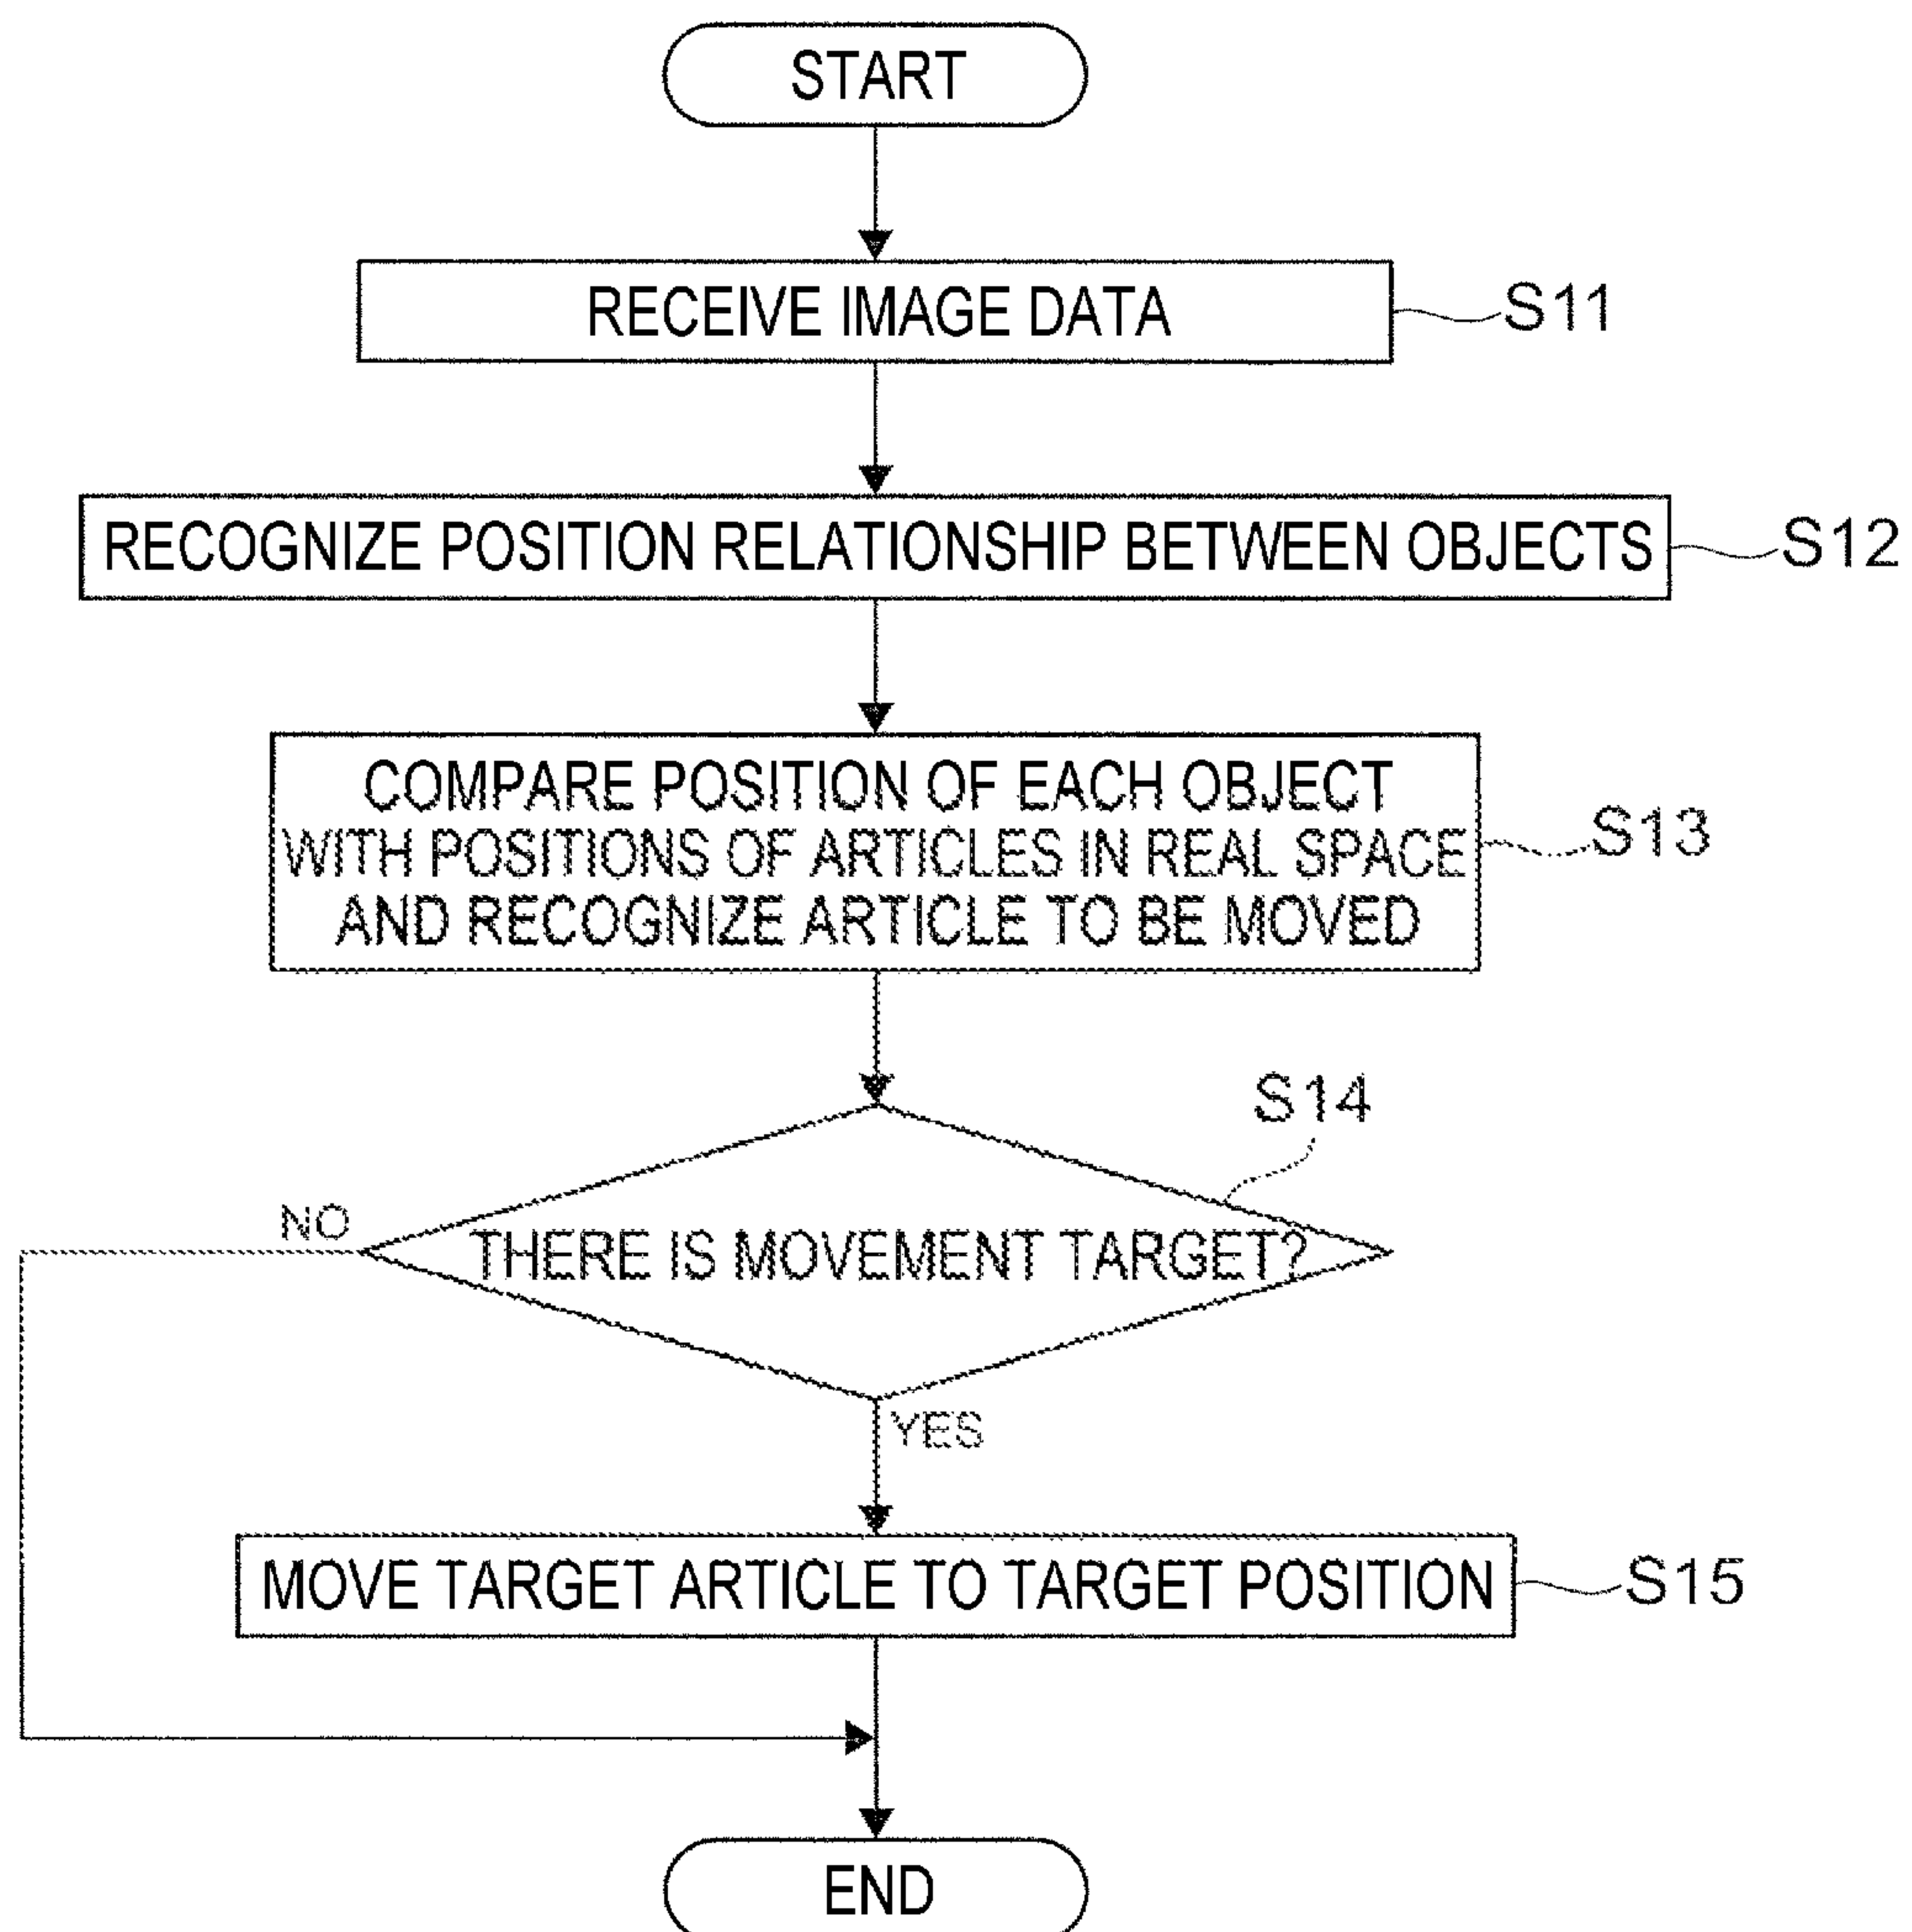 START
RECEIVE IMAGE DATA
S11
RECOGNIZE POSITION RELATIONSHIP BETWEEN OBJECTS
S12
COMPARE POSITION OF EACH OBJECT
WITH POSITIONS OF ARTICLES IN REAL SPACE
AND RECOGNIZE ARTICLE TO BE MOVED
S13
S14
NO
THERE IS MOVEMENT TARGET?
YES
MOVE TARGET ARTICLE TO TARGET POSITION
S15
END